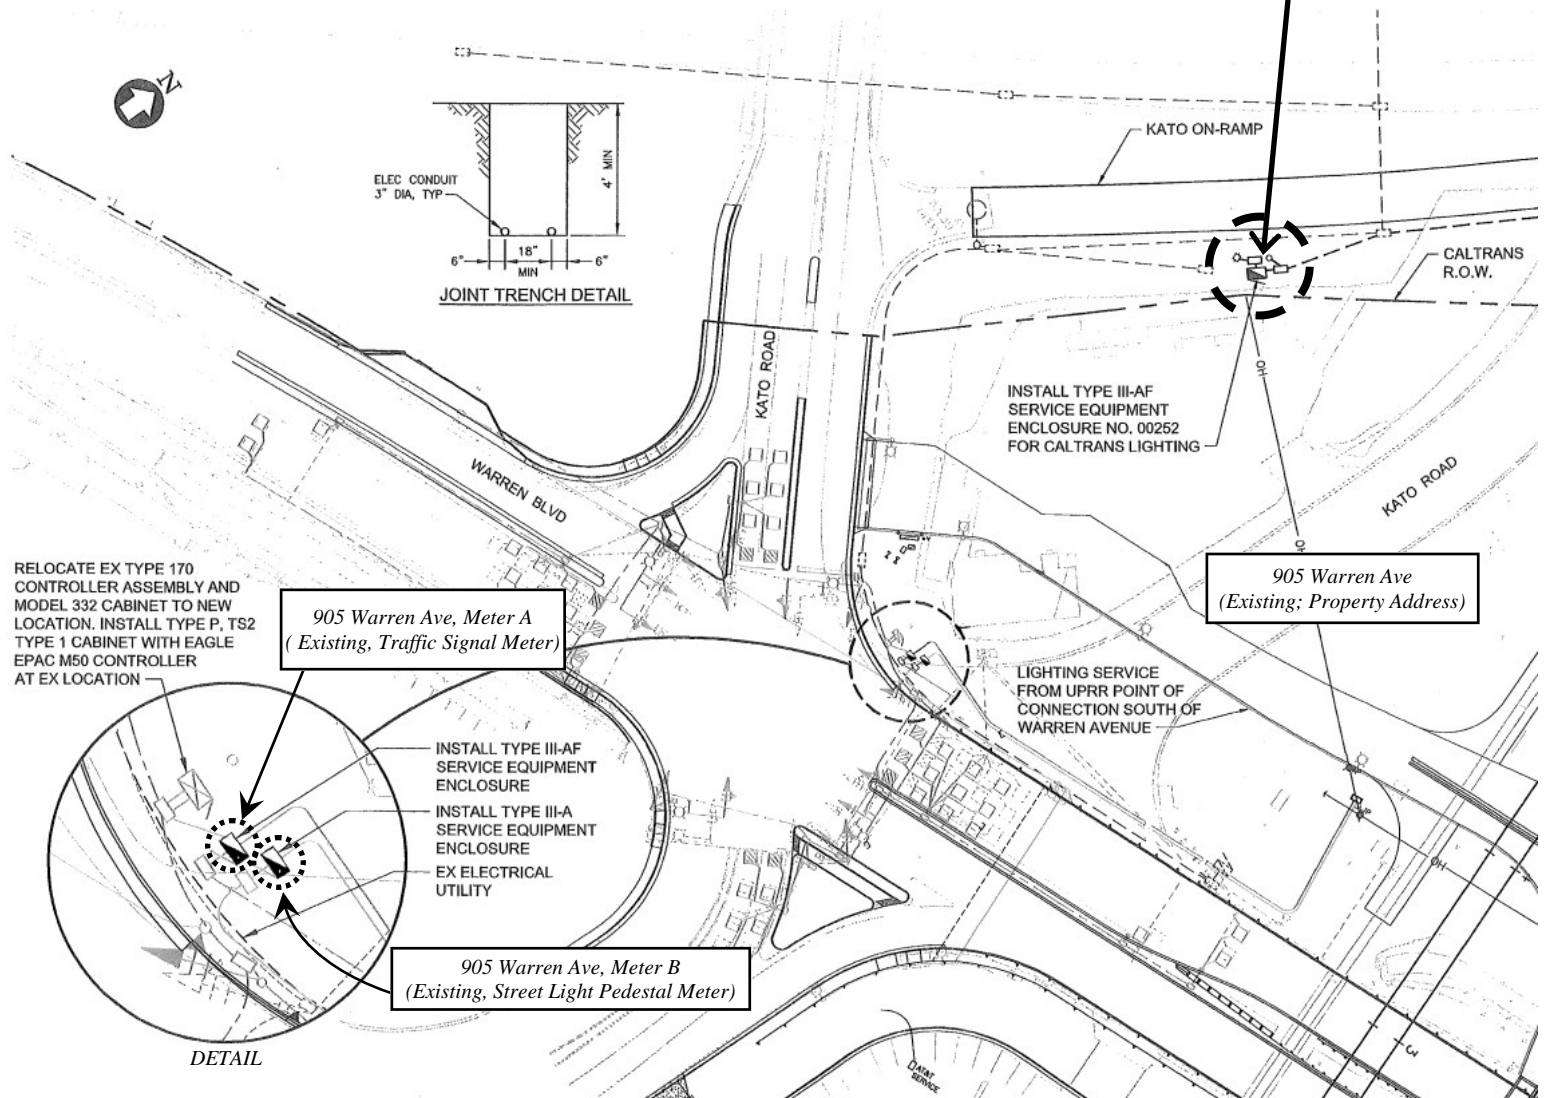 N
ELEC CONDUIT
3" DIA, TYP
4' MIN
6"
18"
MIN
6"
JOINT TRENCH DETAIL
KATO ON-RAMP
CALTRANS
R.O.W.
KATO ROAD
OH
INSTALL TYPE III-AF
SERVICE EQUIPMENT
ENCLOSURE NO. 00252
FOR CALTRANS LIGHTING
WARREN BLVD
KATO ROAD
OH
905 Warren Ave
(Existing; Property Address)
RELOCATE EX TYPE 170
CONTROLLER ASSEMBLY AND
MODEL 332 CABINET TO NEW
LOCATION. INSTALL TYPE P, TS2
TYPE 1 CABINET WITH EAGLE
EPAC M50 CONTROLLER
AT EX LOCATION
905 Warren Ave, Meter A
( Existing, Traffic Signal Meter)
LIGHTING SERVICE
FROM UPRR POINT OF
CONNECTION SOUTH OF
WARREN AVENUE
INSTALL TYPE III-AF
SERVICE EQUIPMENT
ENCLOSURE
INSTALL TYPE III-A
SERVICE EQUIPMENT
ENCLOSURE
EX ELECTRICAL
UTILITY
OH
905 Warren Ave, Meter B
(Existing, Street Light Pedestal Meter)
DETAIL
AT&T
SERVICE